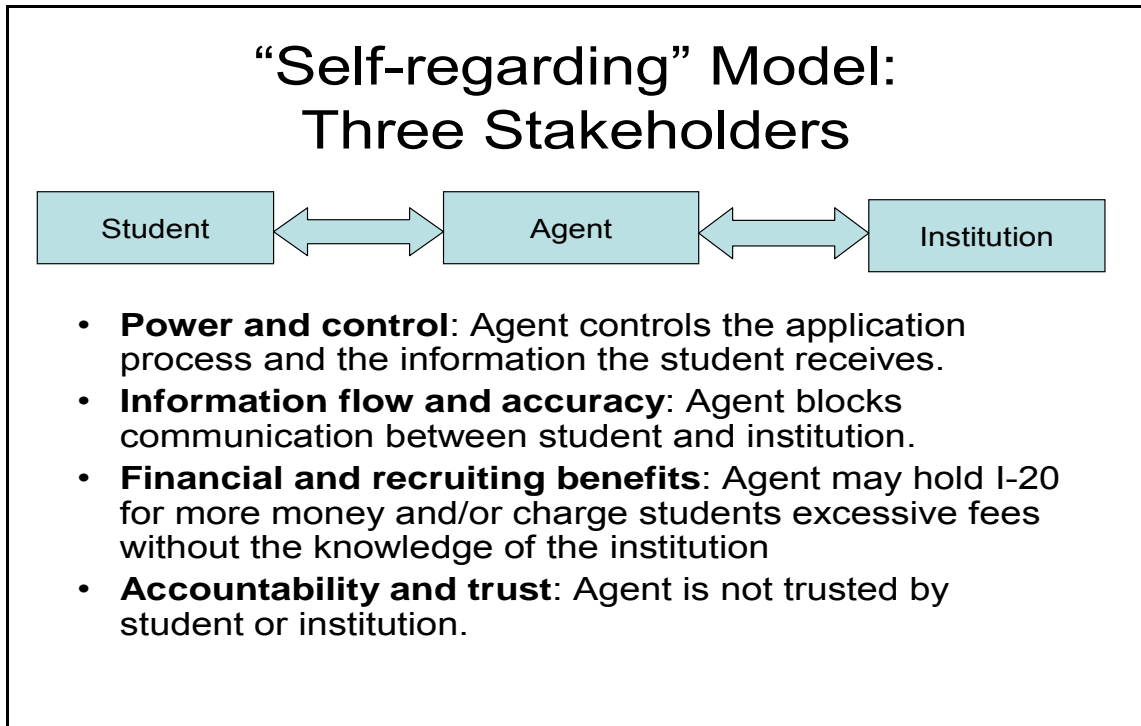 “Self-regarding” Model:
Three Stakeholders
Student
Agent
Institution
• Power and control: Agent controls the application
process and the information the student receives.
• Information flow and accuracy: Agent blocks
communication between student and institution.
• Financial and recruiting benefits: Agent may hold I-20
for more money and/or charge students excessive fees
without the knowledge of the institution
• Accountability and trust: Agent is not trusted by
student or institution.